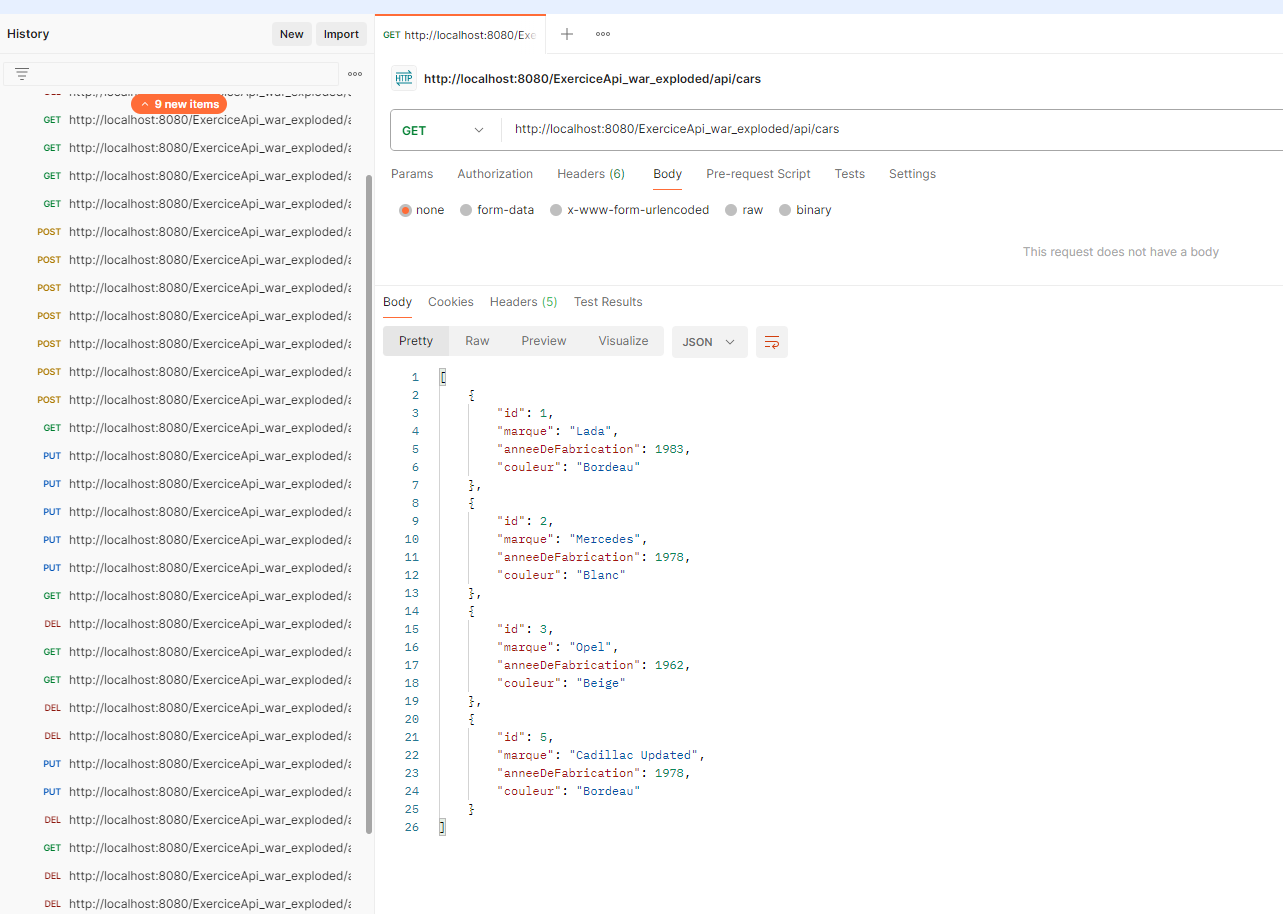 History
New
Import
9 new items
GET http://localhost:8080/ExerciceApi_war_exploded/a
GET http://localhost:8080/ExerciceApi_war_exploded/a
GET http://localhost:8080/ExerciceApi_war_exploded/a
GET http://localhost:8080/ExerciceApi_war_exploded/a
POST http://localhost:8080/ExerciceApi_war_exploded/a
POST http://localhost:8080/ExerciceApi_war_exploded/a
POST http://localhost:8080/ExerciceApi_war_exploded/a
POST http://localhost:8080/ExerciceApi_war_exploded/a
POST http://localhost:8080/ExerciceApi_war_exploded/a
POST http://localhost:8080/ExerciceApi_war_exploded/a
POST http://localhost:8080/ExerciceApi_war_exploded/a
GET http://localhost:8080/ExerciceApi_war_exploded/a
PUT http://localhost:8080/ExerciceApi_war_exploded/a
PUT http://localhost:8080/ExerciceApi_war_exploded/a
PUT http://localhost:8080/ExerciceApi_war_exploded/a
PUT http://localhost:8080/ExerciceApi_war_exploded/a
PUT http://localhost:8080/ExerciceApi_war_exploded/a
GET http://localhost:8080/ExerciceApi_war_exploded/a
DEL http://localhost:8080/ExerciceApi_war_exploded/a
GET http://localhost:8080/ExerciceApi_war_exploded/a
GET http://localhost:8080/ExerciceApi_war_exploded/a
DEL http://localhost:8080/ExerciceApi_war_exploded/a
DEL http://localhost:8080/ExerciceApi_war_exploded/a
PUT http://localhost:8080/ExerciceApi_war_exploded/a
PUT http://localhost:8080/ExerciceApi_war_exploded/a
DEL http://localhost:8080/ExerciceApi_war_exploded/a
GET http://localhost:8080/ExerciceApi_war_exploded/a
DEL http://localhost:8080/ExerciceApi_war_exploded/a
DEL http://localhost:8080/ExerciceApi_war_exploded/a
GET http://localhost:8080/Exe
HTTP http://localhost:8080/ExerciceApi_war_exploded/api/cars
GET http://localhost:8080/ExerciceApi_war_exploded/api/cars
Params Authorization Headers (6) Body Pre-request Script Tests Settings
none form-data x-www-form-urlencoded raw binary
This request does not have a body
Body Cookies Headers (5) Test Results
Pretty Raw Preview Visualize JSON
1 [
2 {
3 "id": 1,
4 "marque": "Lada",
5 "anneeDeFabrication": 1983,
6 "couleur": "Bordeau"
7 },
8 {
9 "id": 2,
10 "marque": "Mercedes",
11 "anneeDeFabrication": 1978,
12 "couleur": "Blanc"
13 },
14 {
15 "id": 3,
16 "marque": "Opel",
17 "anneeDeFabrication": 1962,
18 "couleur": "Beige"
19 },
20 {
21 "id": 5,
22 "marque": "Cadillac Updated",
23 "anneeDeFabrication": 1978,
24 "couleur": "Bordeau"
25 }
26 ]